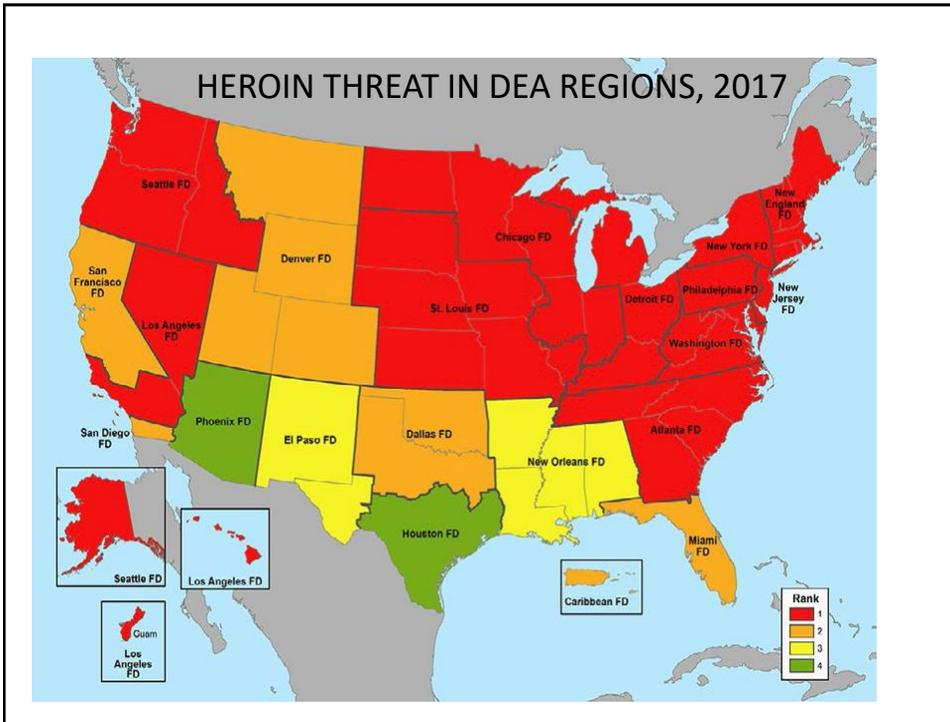 HEROIN THREAT IN DEA REGIONS, 2017
Seattle FD
New
England
FD
Chicago FD
New York FD
Denver FD
San
Francisco
FD
St. Louis FD
Detroit FD
Philadelphia FD
New
Jersey
FD
Los Angeles
FD
Washington FD
Phoenix FD
El Paso FD
Dallas FD
Atlanta FD
San Diego
FD
New Orleans FD
Houston FD
Miami
FD
Seattle FD
Los Angeles FD
Caribbean FD
Guam
Los
Angeles
FD
Rank
1
2
3
4